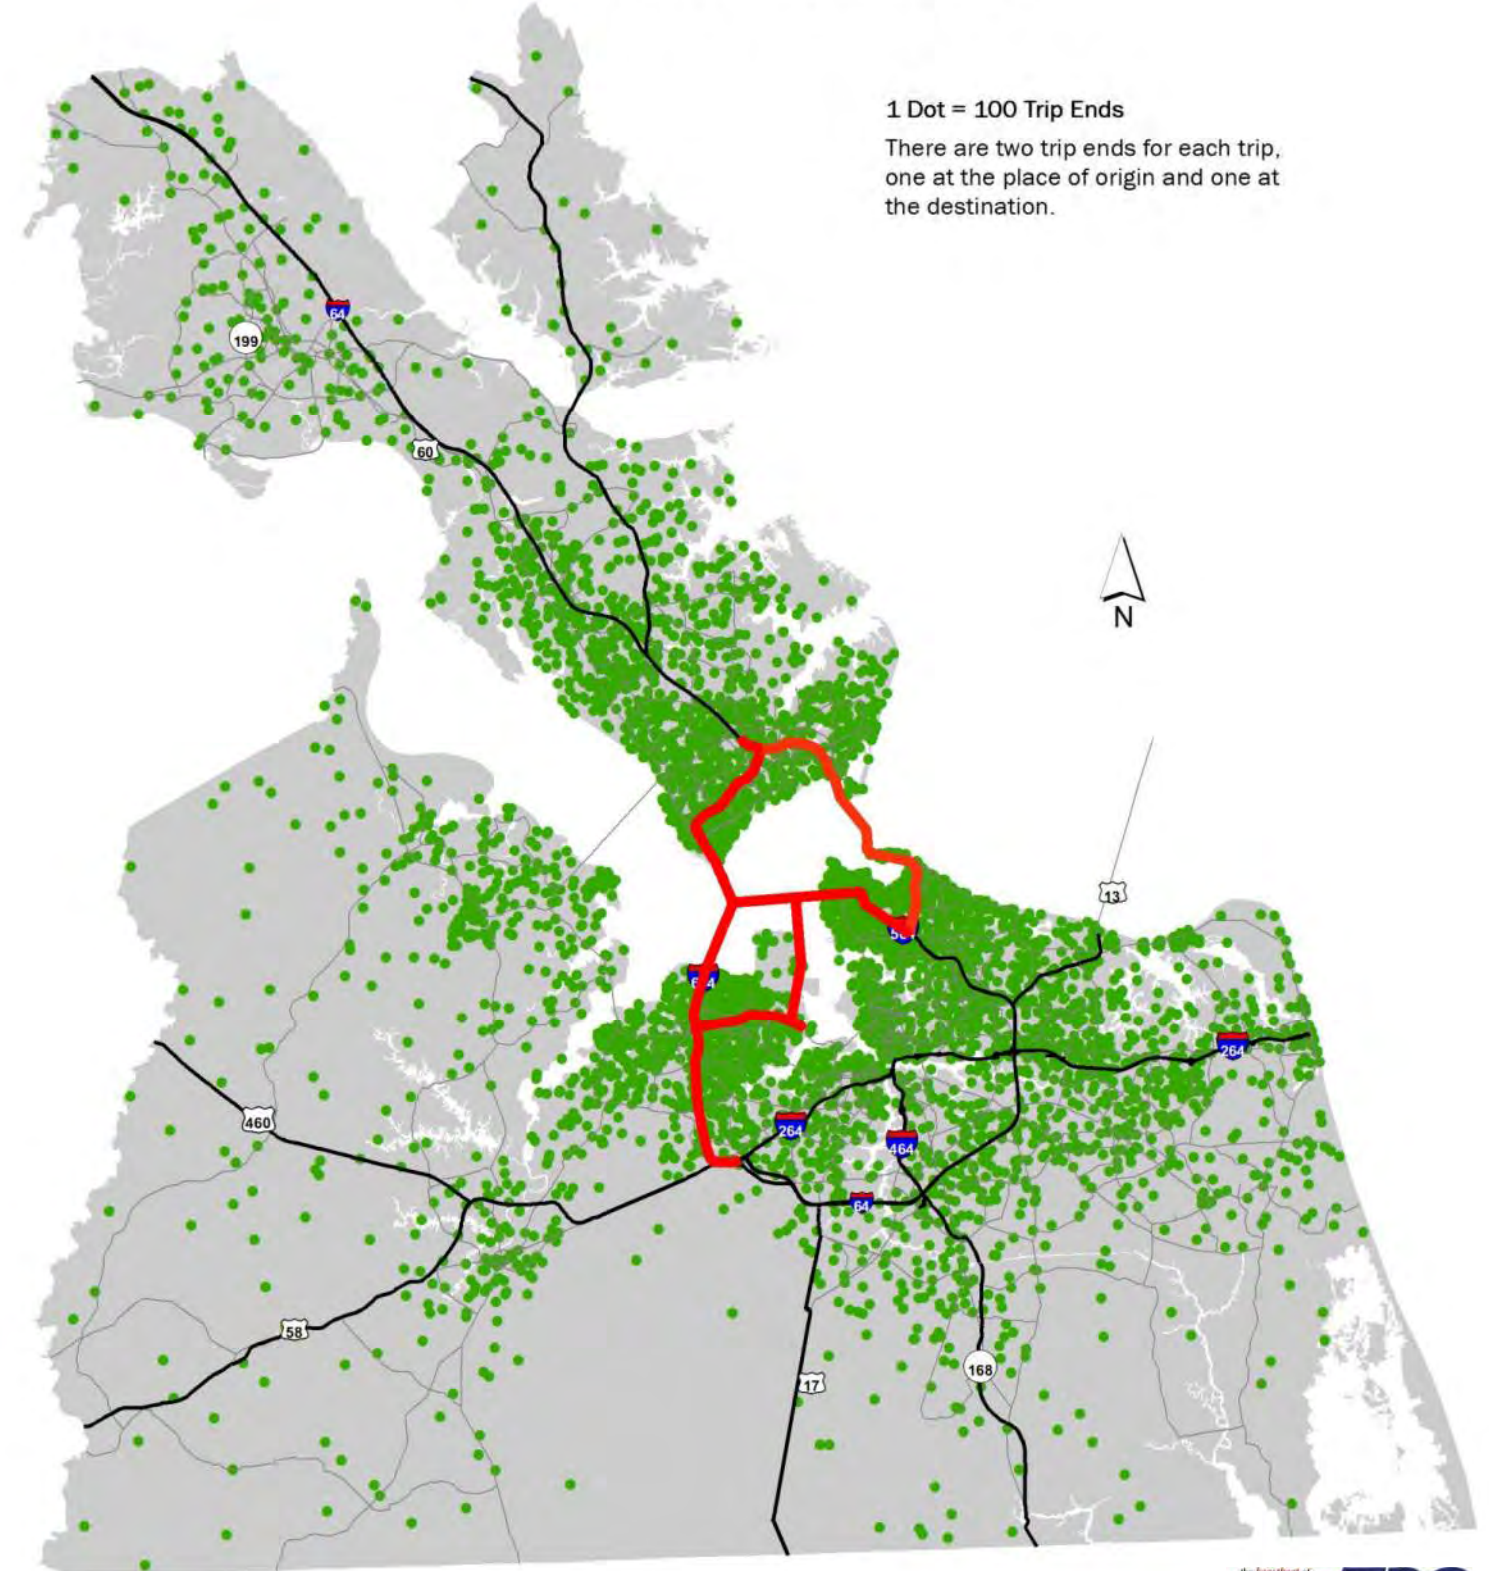 1 Dot = 100 Trip Ends
There are two trip ends for each trip,
one at the place of origin and one at
the destination.
64
199
60
N
13
264
460
264
464
64
58
168
17